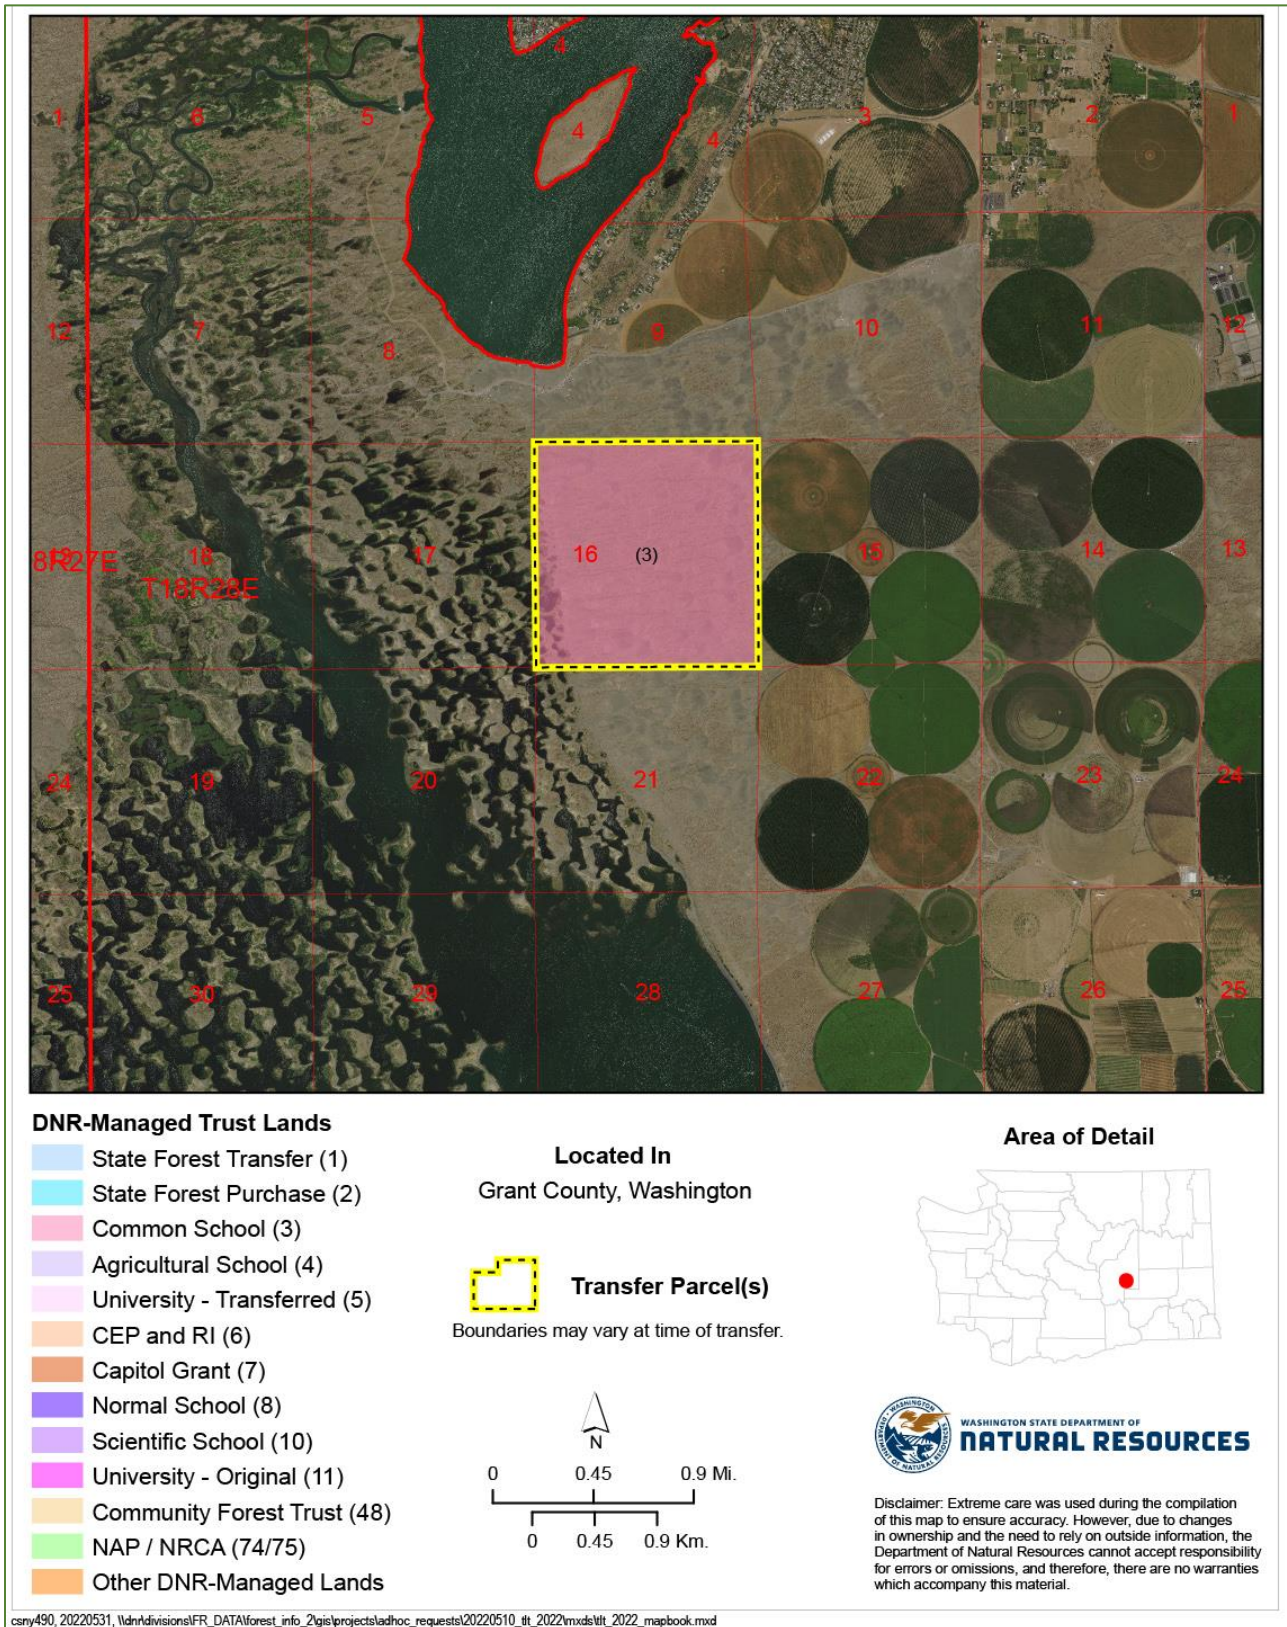 4
1
6
5
4
4
3
2
1
12
7
8
9
10
11
12
8R27E
18
T18R28E
17
16
(3)
15
14
13
24
19
20
21
22
23
24
25
30
29
28
27
26
25
DNR-Managed Trust Lands
State Forest Transfer (1)
State Forest Purchase (2)
Common School (3)
Agricultural School (4)
University - Transferred (5)
CEP and RI (6)
Capitol Grant (7)
Normal School (8)
Scientific School (10)
University - Original (11)
Community Forest Trust (48)
NAP / NRCA (74/75)
Other DNR-Managed Lands
Located In
Grant County, Washington
Transfer Parcel(s)
Boundaries may vary at time of transfer.
N
0 0.45 0.9 Mi.
0 0.45 0.9 Km.
Area of Detail
WASHINGTON STATE DEPARTMENT OF
NATURAL RESOURCES
Disclaimer: Extreme care was used during the compilation
of this map to ensure accuracy. However, due to changes
in ownership and the need to rely on outside information, the
Department of Natural Resources cannot accept responsibility
for errors or omissions, and therefore, there are no warranties
which accompany this material.
csny490, 20220531, \\dnr\divisions\FR_DATA\forest_info_2\gis\projects\adhoc_requests\20220510_tlt_2022\mxds\tlt_2022_mapbook.mxd